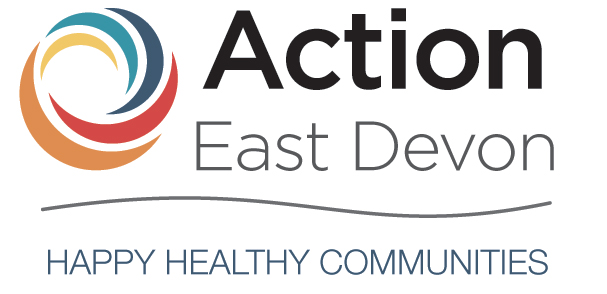 Action
East Devon
HAPPY HEALTHY COMMUNITIES